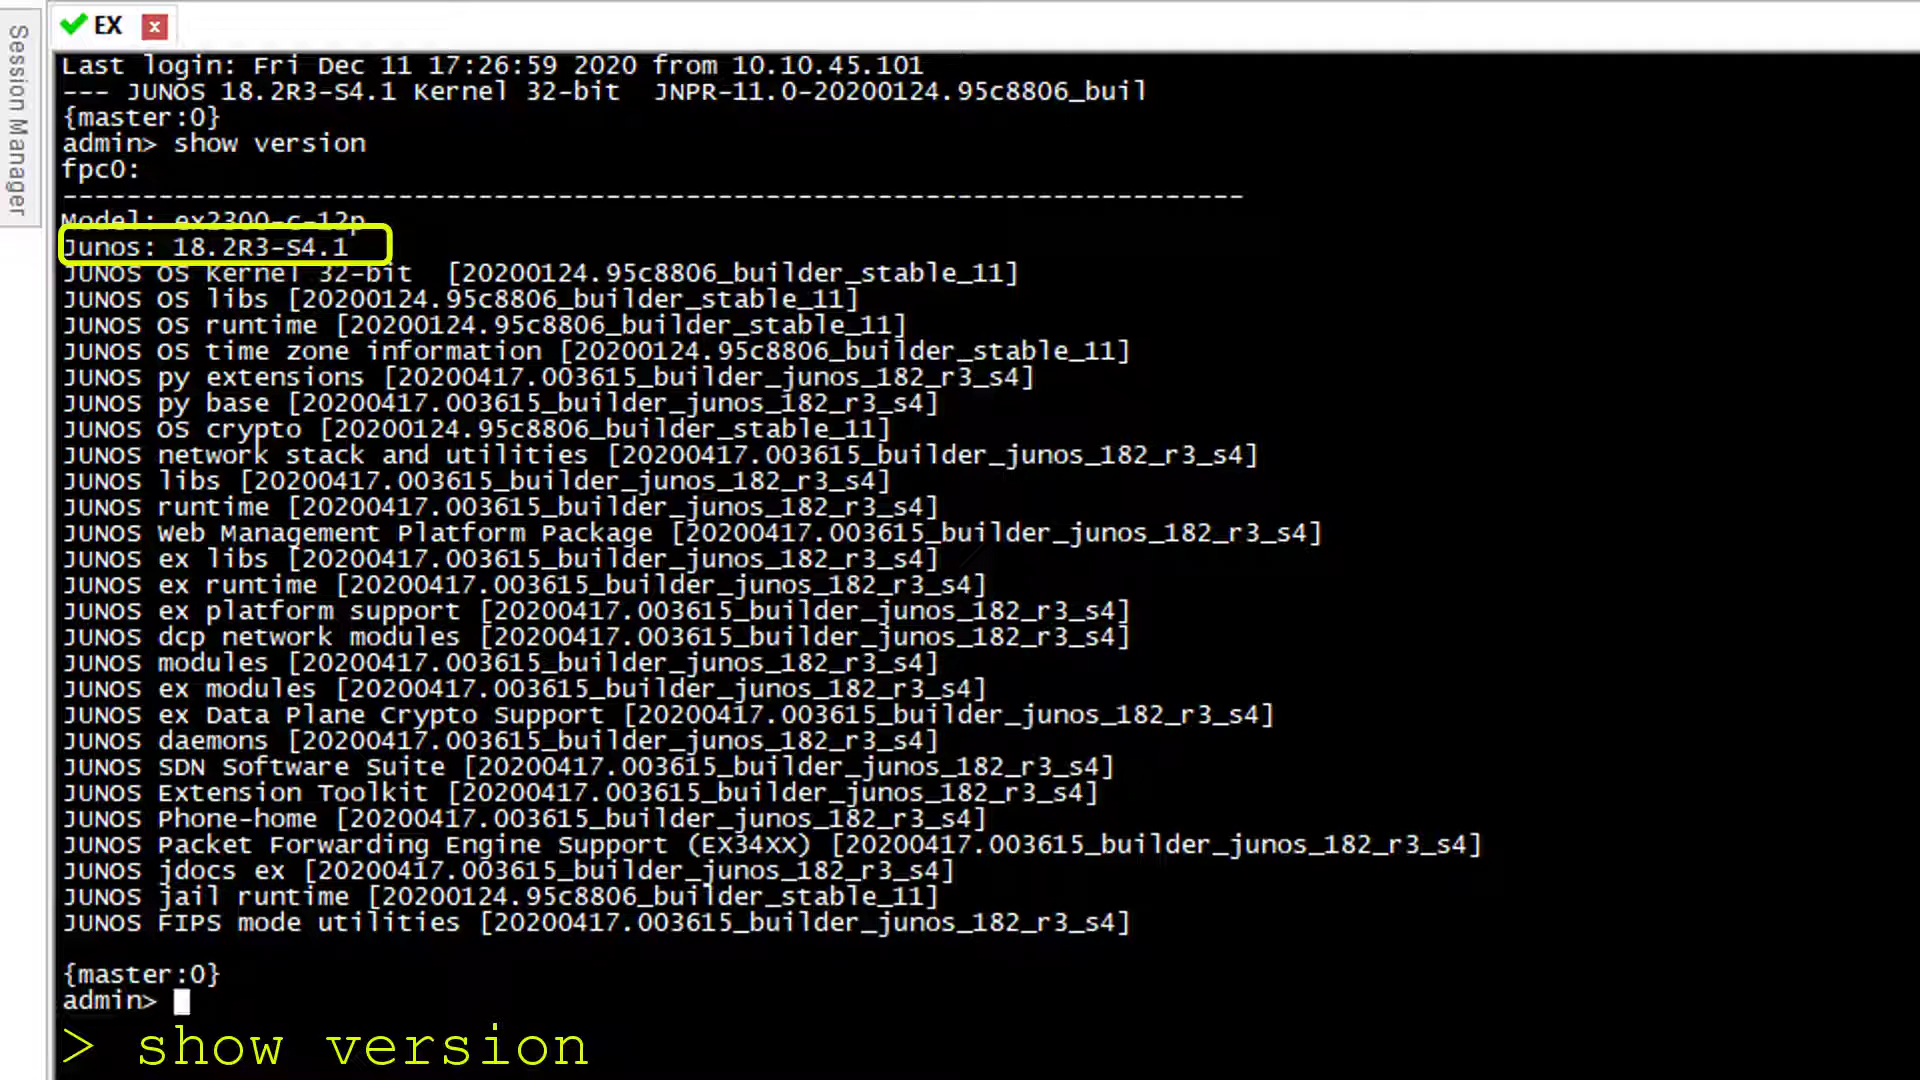 Session Manager
EX
Last login: Fri Dec 11 17:26:59 2020 from 10.10.45.101
--- JUNOS 18.2R3-S4.1 Kernel 32-bit  JNPR-11.0-20200124.95c8806_buil
{master:0}
admin> show version
fpc0:
--------------------------------------------------------------------------
Model: ex2300-c-12p
Junos: 18.2R3-S4.1
JUNOS OS Kernel 32-bit  [20200124.95c8806_builder_stable_11]
JUNOS OS libs [20200124.95c8806_builder_stable_11]
JUNOS OS runtime [20200124.95c8806_builder_stable_11]
JUNOS OS time zone information [20200124.95c8806_builder_stable_11]
JUNOS py extensions [20200417.003615_builder_junos_182_r3_s4]
JUNOS py base [20200417.003615_builder_junos_182_r3_s4]
JUNOS OS crypto [20200124.95c8806_builder_stable_11]
JUNOS network stack and utilities [20200417.003615_builder_junos_182_r3_s4]
JUNOS libs [20200417.003615_builder_junos_182_r3_s4]
JUNOS runtime [20200417.003615_builder_junos_182_r3_s4]
JUNOS Web Management Platform Package [20200417.003615_builder_junos_182_r3_s4]
JUNOS ex libs [20200417.003615_builder_junos_182_r3_s4]
JUNOS ex runtime [20200417.003615_builder_junos_182_r3_s4]
JUNOS ex platform support [20200417.003615_builder_junos_182_r3_s4]
JUNOS dcp network modules [20200417.003615_builder_junos_182_r3_s4]
JUNOS modules [20200417.003615_builder_junos_182_r3_s4]
JUNOS ex modules [20200417.003615_builder_junos_182_r3_s4]
JUNOS ex Data Plane Crypto Support [20200417.003615_builder_junos_182_r3_s4]
JUNOS daemons [20200417.003615_builder_junos_182_r3_s4]
JUNOS SDN Software Suite [20200417.003615_builder_junos_182_r3_s4]
JUNOS Extension Toolkit [20200417.003615_builder_junos_182_r3_s4]
JUNOS Phone-home [20200417.003615_builder_junos_182_r3_s4]
JUNOS Packet Forwarding Engine Support (EX34XX) [20200417.003615_builder_junos_182_r3_s4]
JUNOS jdocs ex [20200417.003615_builder_junos_182_r3_s4]
JUNOS jail runtime [20200124.95c8806_builder_stable_11]
JUNOS FIPS mode utilities [20200417.003615_builder_junos_182_r3_s4]
{master:0}
admin>
> show version